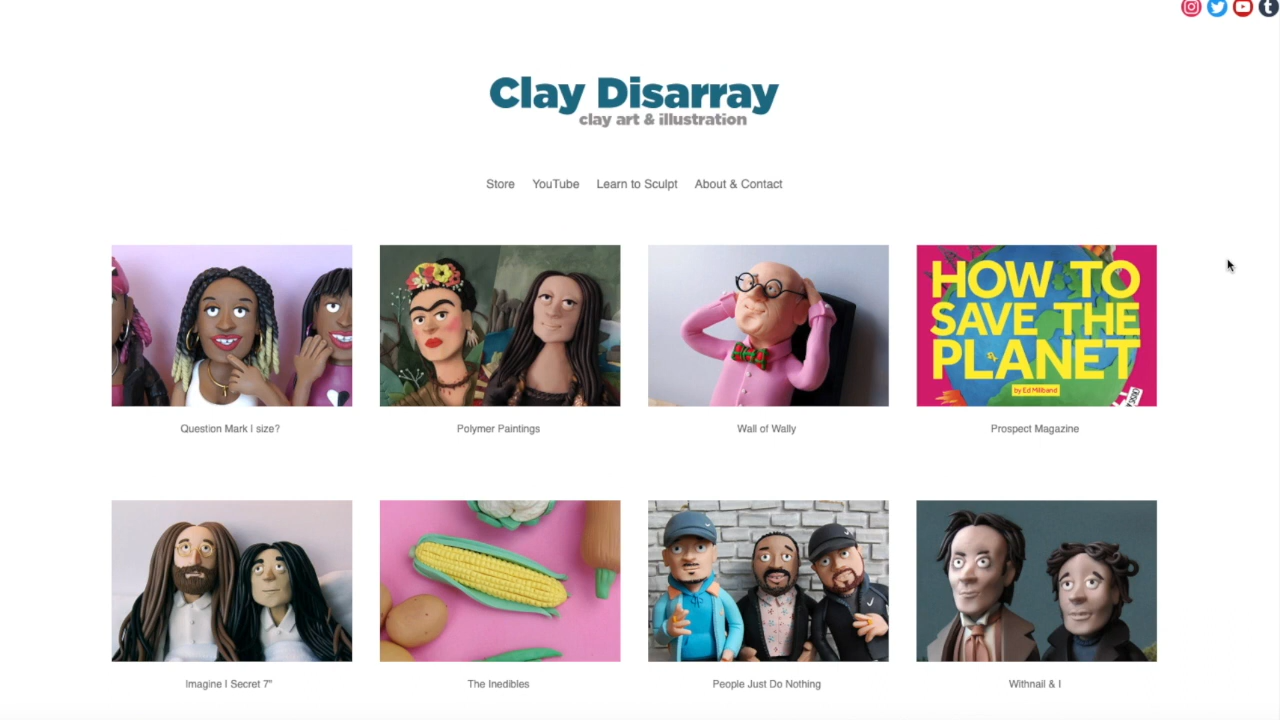 Clay Disarray
clay art & illustration
Store YouTube Learn to Sculpt About & Contact
HOW TO
SAVE THE
PLANET
by Ed Miliband
Question Mark I size?
Polymer Paintings
Wall of Wally
Prospect Magazine
Imagine I Secret 7"
The Inedibles
People Just Do Nothing
Withnail & I